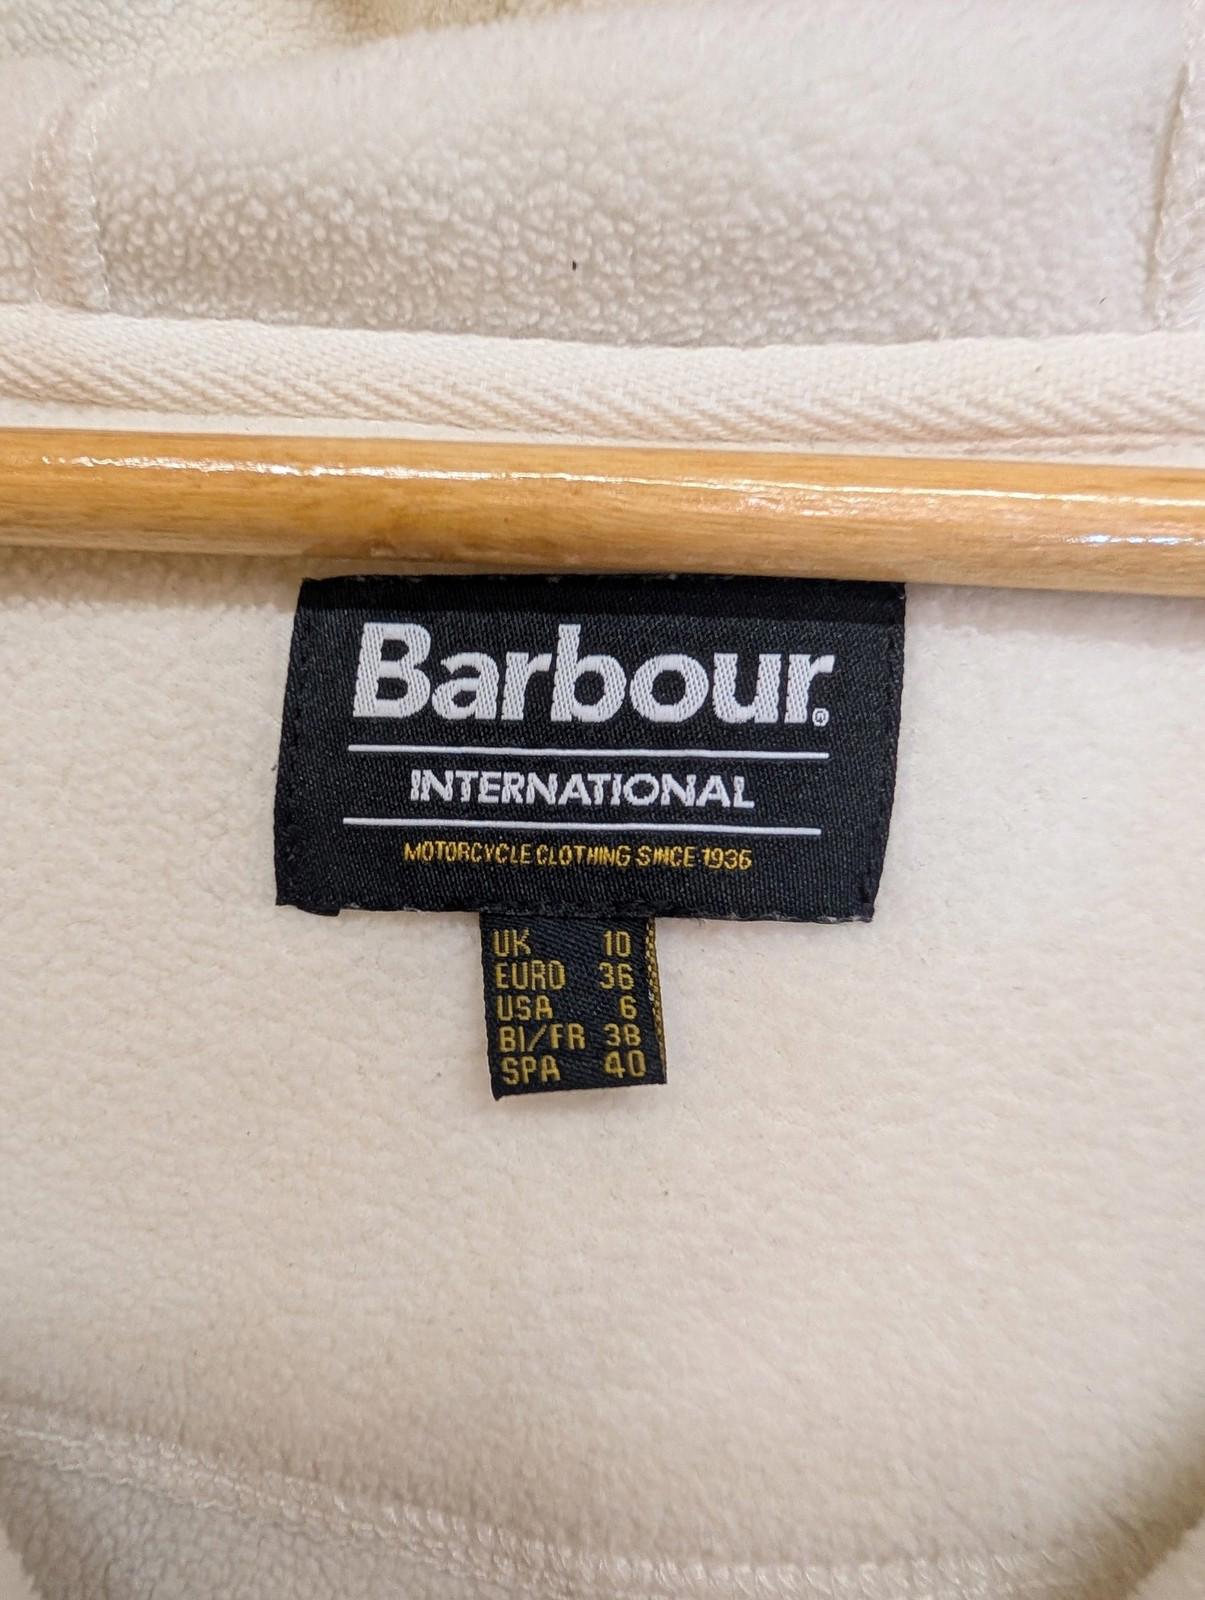 Barbour®
INTERNATIONAL
MOTORCYCLE CLOTHING SINCE 1936
UK 10
EURO 36
USA 6
BI/FR 38
SPA 40